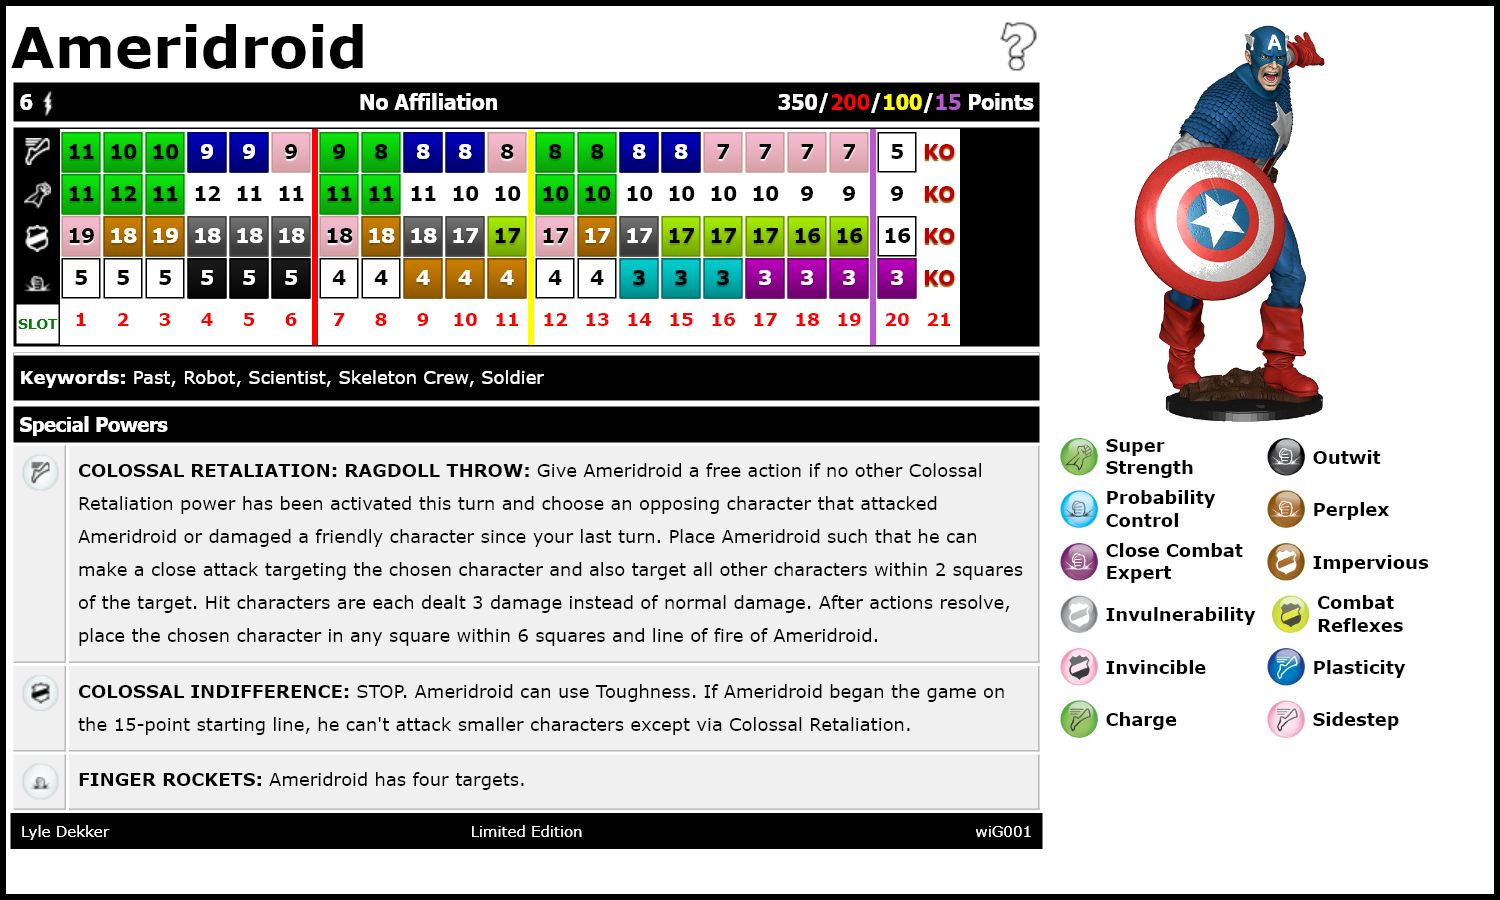 Ameridroid
6 No Affiliation 350/200/100/15 Points
11 10 10 9 9 9 9 8 8 8 8 8 8 8 8 7 7 7 7 5 KO
11 12 11 12 11 11 11 11 11 10 10 10 10 10 10 10 10 9 9 9 KO
19 18 19 18 18 18 18 18 18 17 17 17 17 17 17 17 17 16 16 16 KO
5 5 5 5 5 5 4 4 4 4 4 4 4 3 3 3 3 3 3 3 KO
SLOT 1 2 3 4 5 6 7 8 9 10 11 12 13 14 15 16 17 18 19 20 21
Keywords: Past, Robot, Scientist, Skeleton Crew, Soldier
Special Powers
COLOSSAL RETALIATION: RAGDOLL THROW: Give Ameridroid a free action if no other Colossal
Retaliation power has been activated this turn and choose an opposing character that attacked
Ameridroid or damaged a friendly character since your last turn. Place Ameridroid such that he can
make a close attack targeting the chosen character and also target all other characters within 2 squares
of the target. Hit characters are each dealt 3 damage instead of normal damage. After actions resolve,
place the chosen character in any square within 6 squares and line of fire of Ameridroid.
COLOSSAL INDIFFERENCE: STOP. Ameridroid can use Toughness. If Ameridroid began the game on
the 15-point starting line, he can't attack smaller characters except via Colossal Retaliation.
FINGER ROCKETS: Ameridroid has four targets.
Lyle Dekker Limited Edition wiG001
A
Super
Strength
Outwit
Probability
Control
Perplex
Close Combat
Expert
Impervious
Invulnerability
Combat
Reflexes
Invincible
Plasticity
Charge
Sidestep